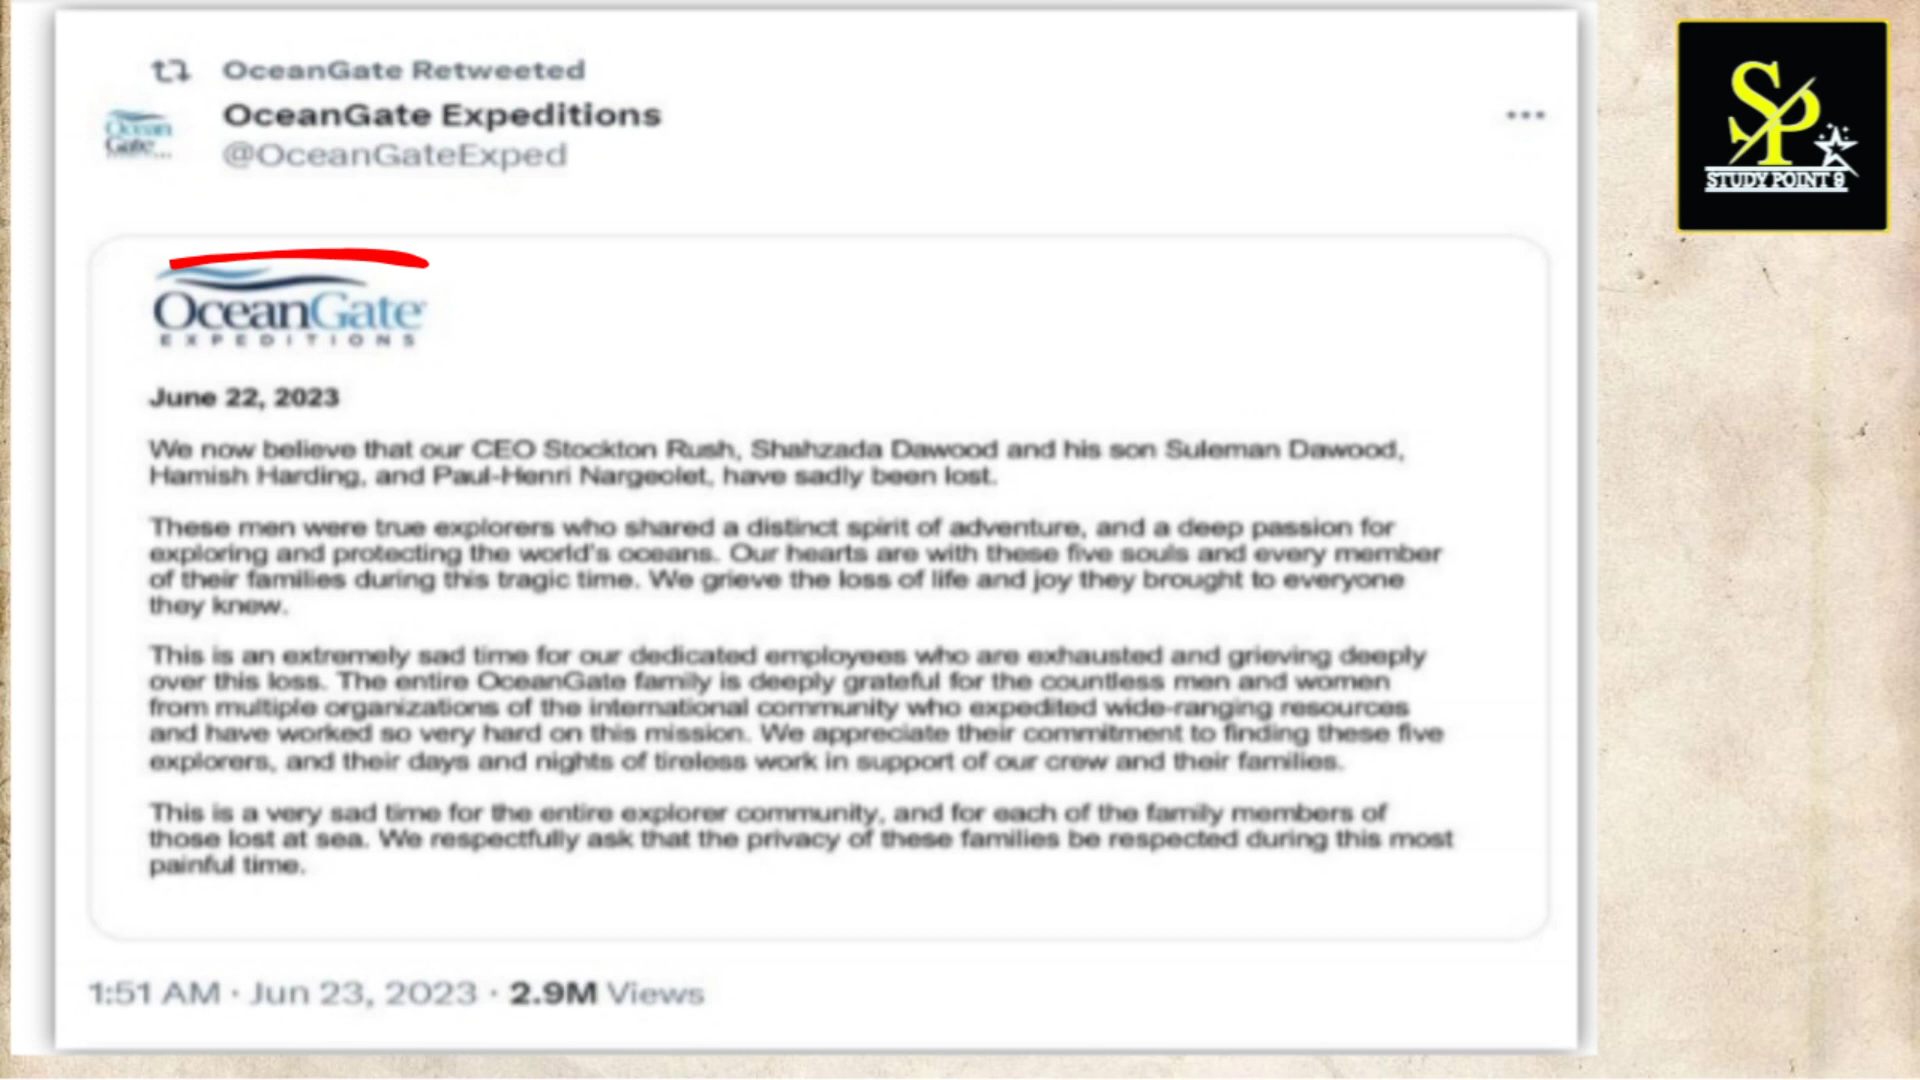 OceanGate Retweeted
OceanGate Expeditions
@OceanGateExped
SP
STUDY POINT 9
OceanGate
EXPEDITIONS
June 22, 2023
We now believe that our CEO Stockton Rush, Shahzada Dawood and his son Suleman Dawood,
Hamish Harding, and Paul-Henri Nargeolet, have sadly been lost.
These men were true explorers who shared a distinct spirit of adventure, and a deep passion for
exploring and protecting the world's oceans. Our hearts are with these five souls and every member
of their families during this tragic time. We grieve the loss of life and joy they brought to everyone
they knew.
This is an extremely sad time for our dedicated employees who are exhausted and grieving deeply
over this loss. The entire OceanGate family is deeply grateful for the countless men and women
from multiple organizations of the international community who expedited wide-ranging resources
and have worked so very hard on this mission. We appreciate their commitment to finding these five
explorers, and their days and nights of tireless work in support of our crew and their families.
This is a very sad time for the entire explorer community, and for each of the family members of
those lost at sea. We respectfully ask that the privacy of these families be respected during this most
painful time.
1:51 AM · Jun 23, 2023 · 2.9M Views